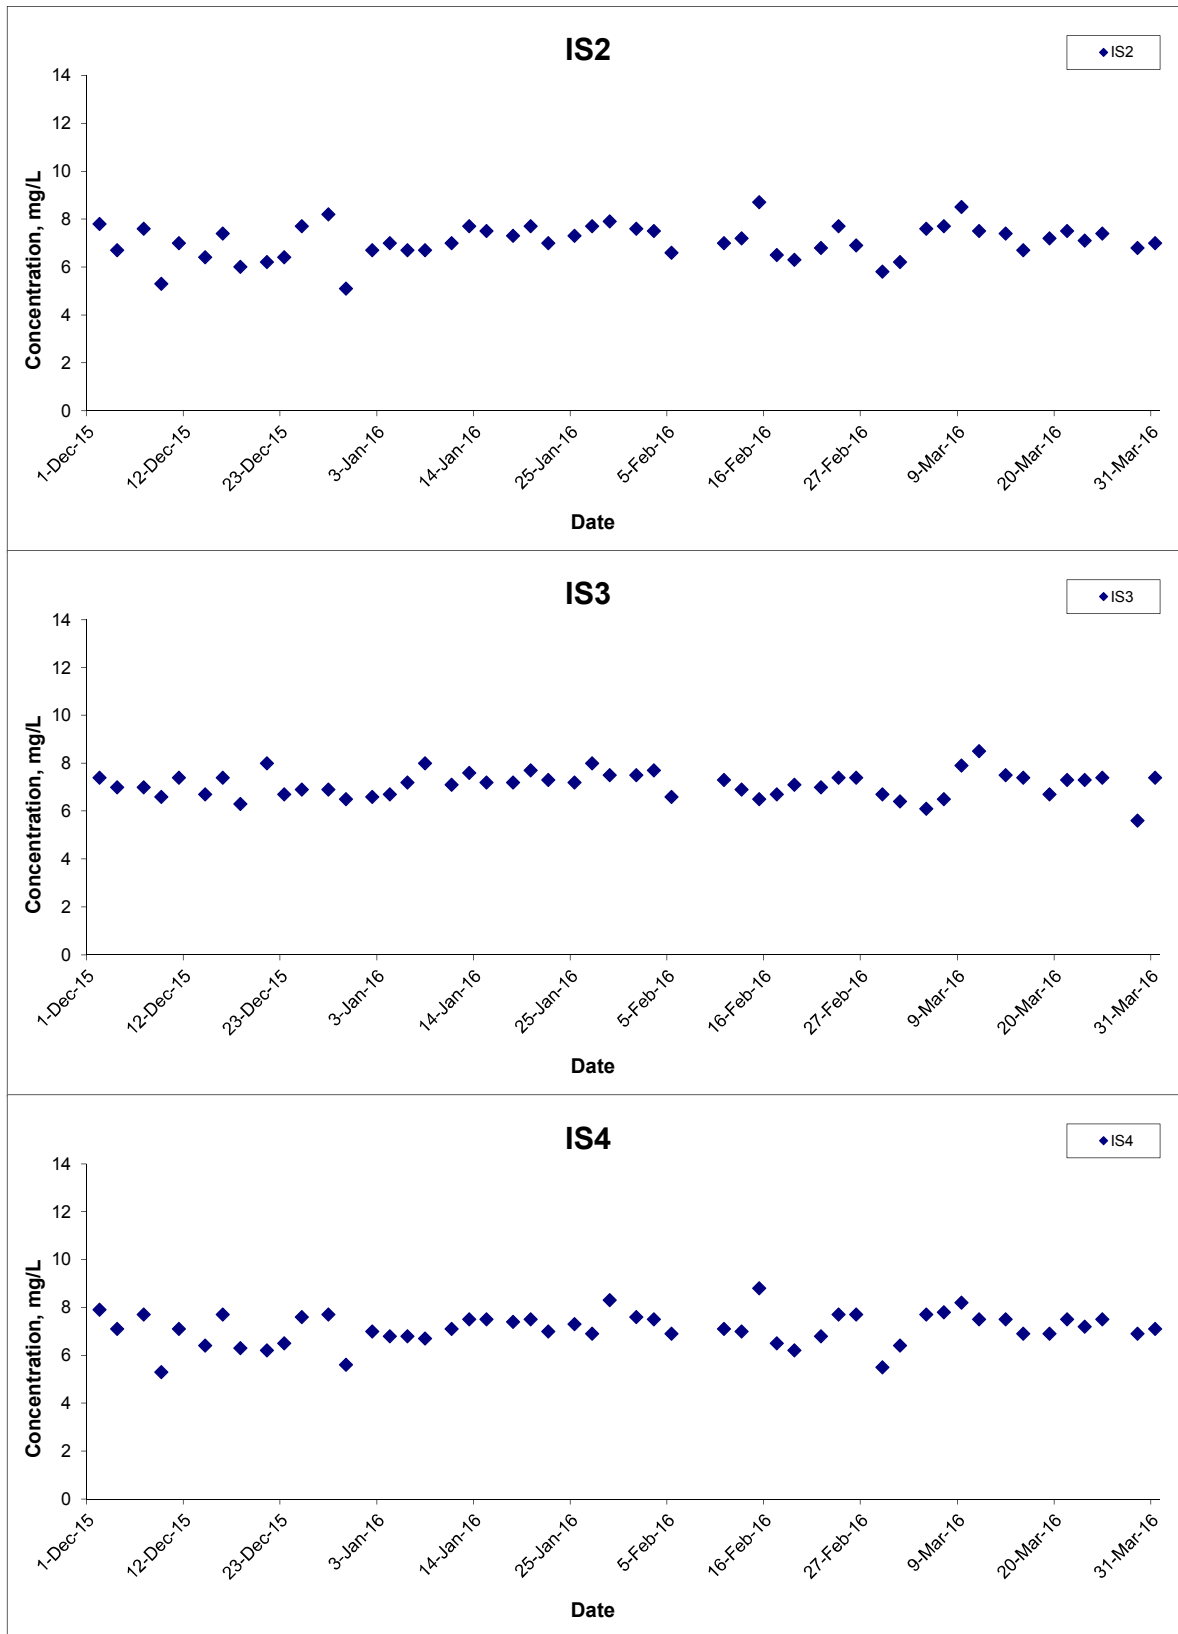 IS2
IS2
14
12
10
8
6
4
2
0
Concentration, mg/L
1-Dec-15
12-Dec-15
23-Dec-15
3-Jan-16
14-Jan-16
25-Jan-16
5-Feb-16
16-Feb-16
27-Feb-16
9-Mar-16
20-Mar-16
31-Mar-16
Date
IS3
IS3
14
12
10
8
6
4
2
0
Concentration, mg/L
1-Dec-15
12-Dec-15
23-Dec-15
3-Jan-16
14-Jan-16
25-Jan-16
5-Feb-16
16-Feb-16
27-Feb-16
9-Mar-16
20-Mar-16
31-Mar-16
Date
IS4
IS4
14
12
10
8
6
4
2
0
Concentration, mg/L
1-Dec-15
12-Dec-15
23-Dec-15
3-Jan-16
14-Jan-16
25-Jan-16
5-Feb-16
16-Feb-16
27-Feb-16
9-Mar-16
20-Mar-16
31-Mar-16
Date